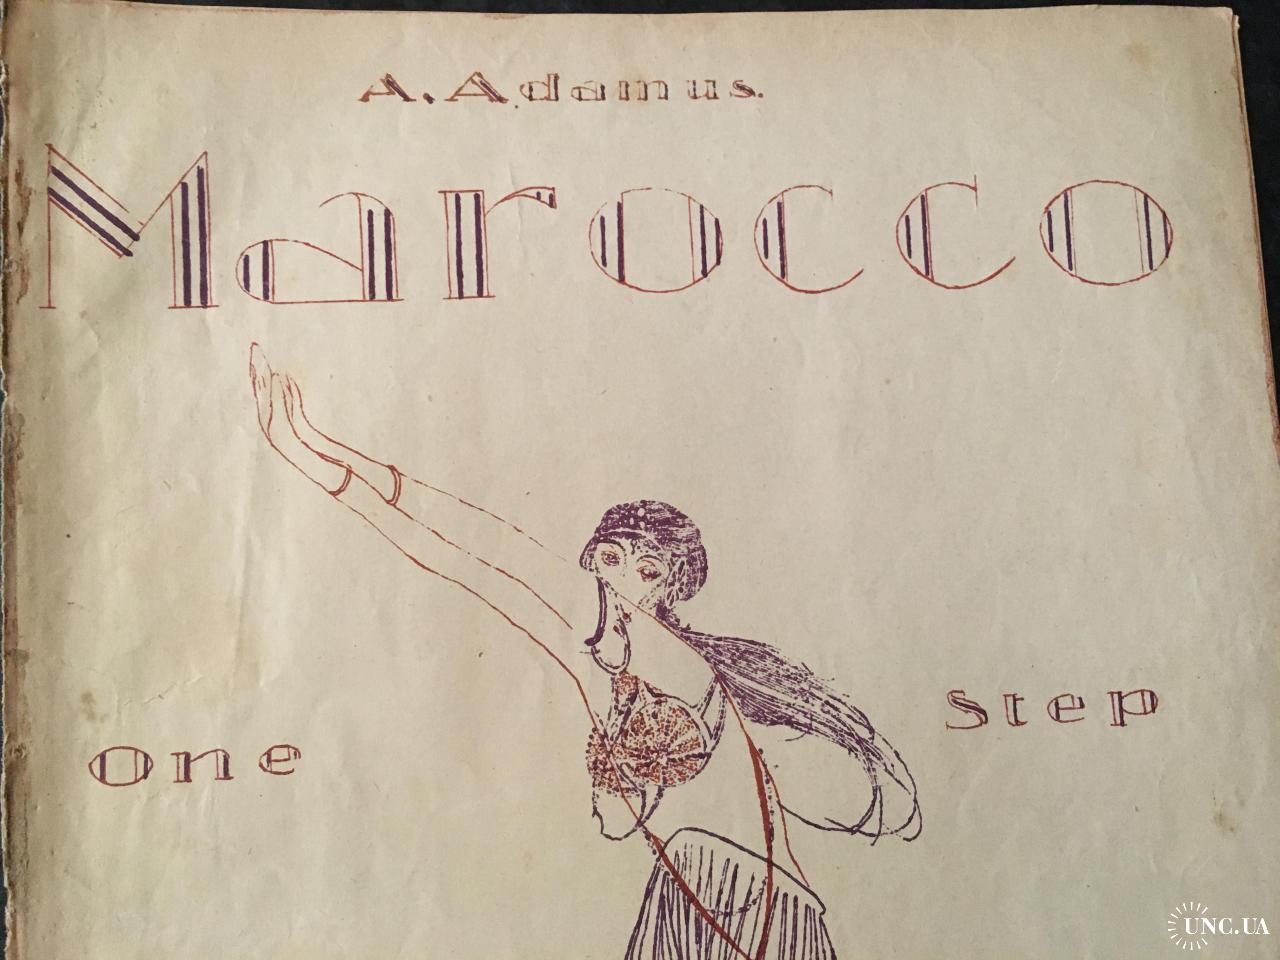 A. Adamus.
Marocco
one
Step
UNC.UA